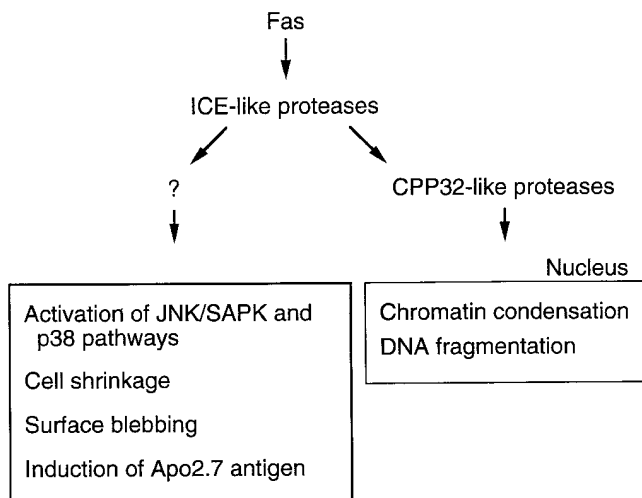 Fas
ICE-like proteases
?
CPP32-like proteases
Activation of JNK/SAPK and
p38 pathways
Cell shrinkage
Surface blebbing
Induction of Apo2.7 antigen
Nucleus
Chromatin condensation
DNA fragmentation